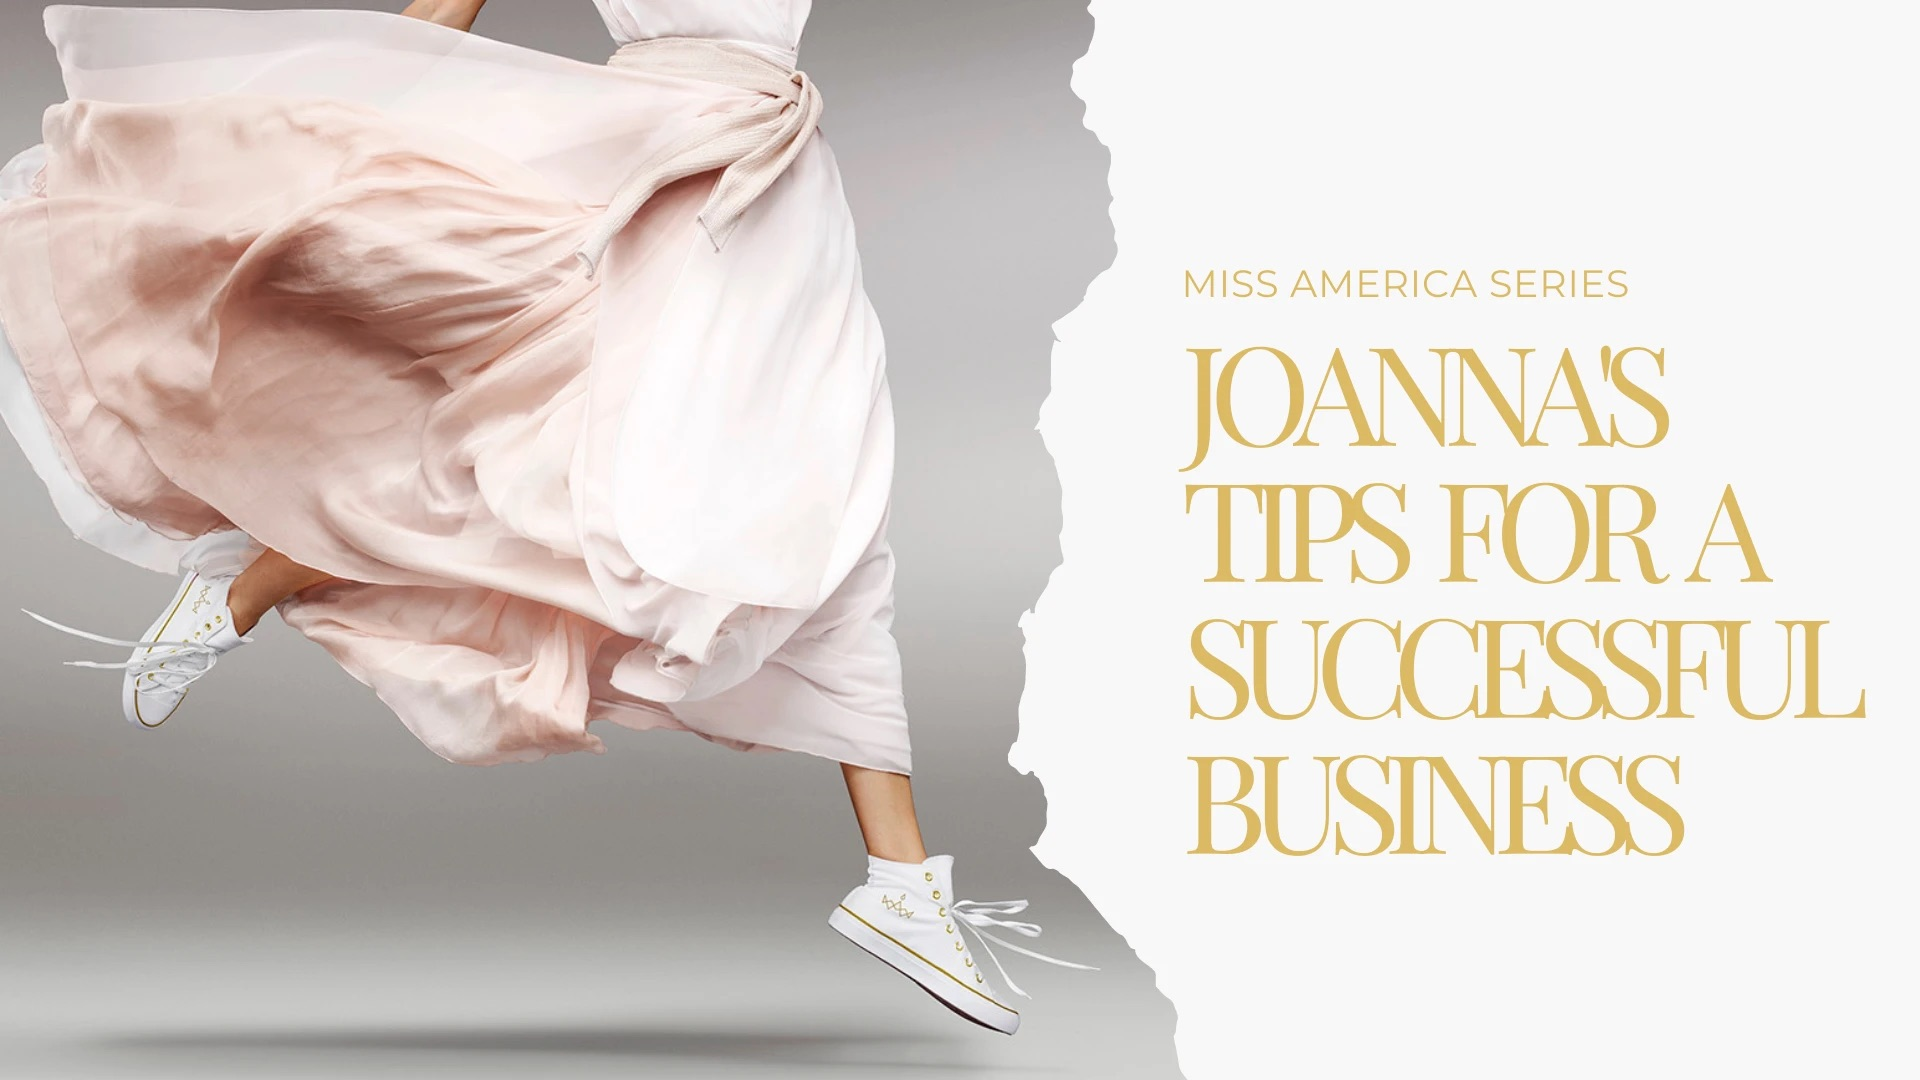 MISS AMERICA SERIES
JOANNA'S
TIPS FOR A
SUCCESSFUL
BUSINESS